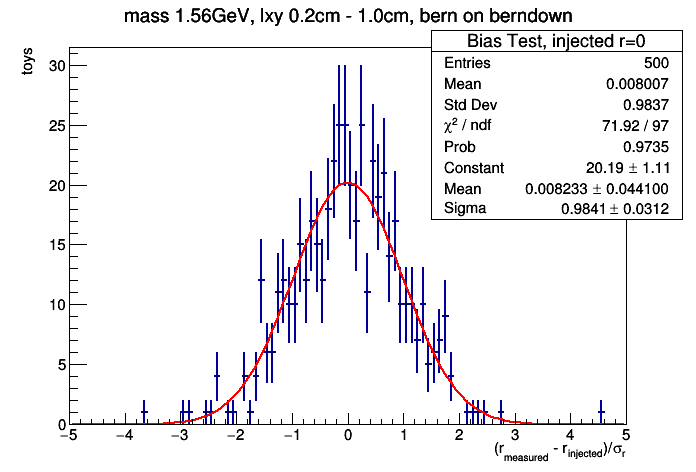 mass 1.56GeV, lxy 0.2cm - 1.0cm, bern on berndown
Bias Test, injected r=0
Entries 500
Mean 0.008007
Std Dev 0.9837
χ² / ndf 71.92 / 97
Prob 0.9735
Constant 20.19 ± 1.11
Mean 0.008233 ± 0.044100
Sigma 0.9841 ± 0.0312
toys
30
25
20
15
10
5
0
−5 −4 −3 −2 −1 0 1 2 3 4 5
(r_measured - r_injected)/σ_r